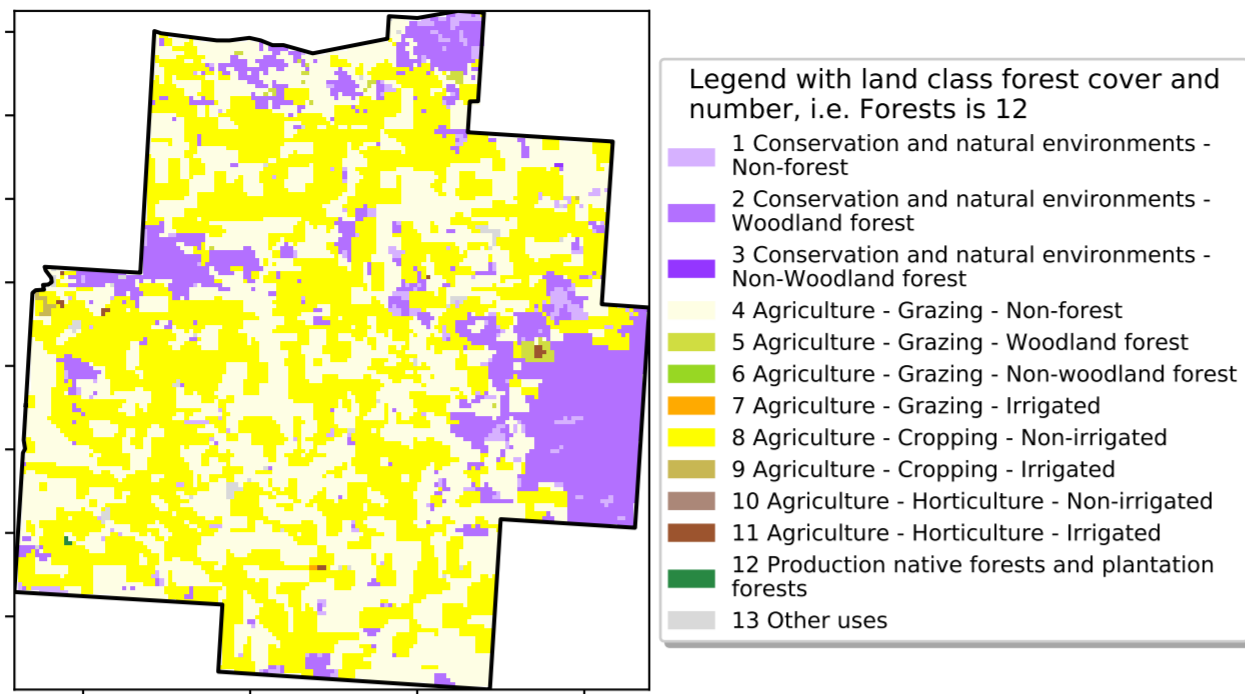 Legend with land class forest cover and
number, i.e. Forests is 12
1 Conservation and natural environments -
Non-forest
2 Conservation and natural environments -
Woodland forest
3 Conservation and natural environments -
Non-Woodland forest
4 Agriculture - Grazing - Non-forest
5 Agriculture - Grazing - Woodland forest
6 Agriculture - Grazing - Non-woodland forest
7 Agriculture - Grazing - Irrigated
8 Agriculture - Cropping - Non-irrigated
9 Agriculture - Cropping - Irrigated
10 Agriculture - Horticulture - Non-irrigated
11 Agriculture - Horticulture - Irrigated
12 Production native forests and plantation
forests
13 Other uses